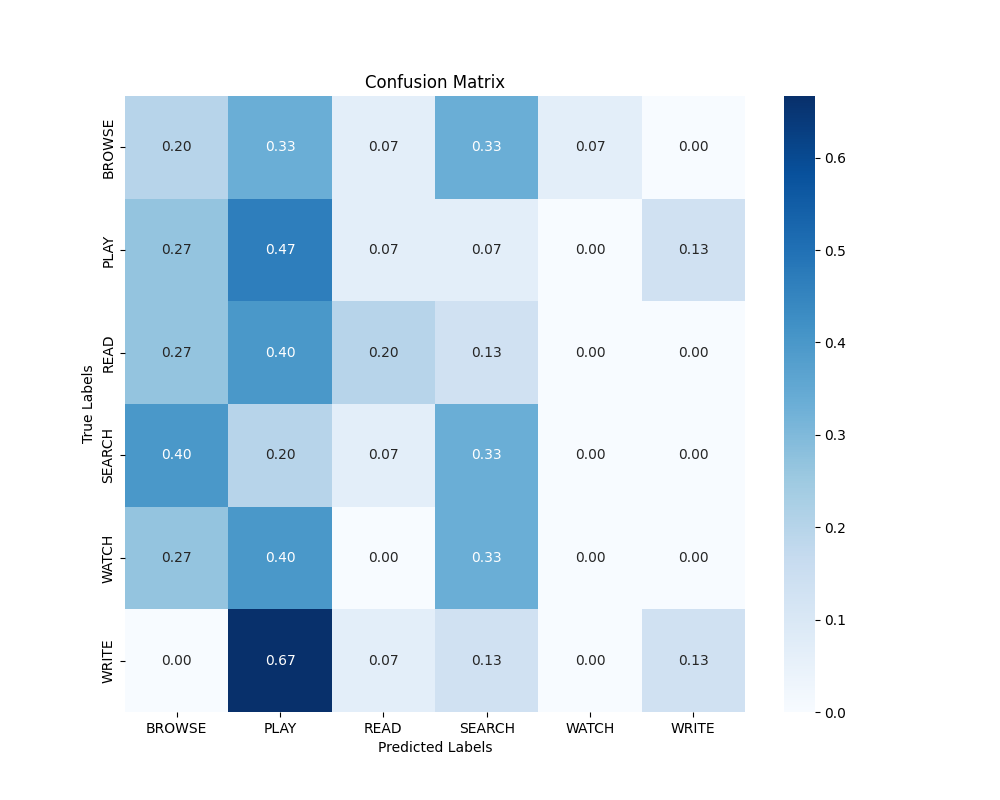 Confusion Matrix
True Labels
BROWSE 0.20 0.33 0.07 0.33 0.07 0.00
PLAY 0.27 0.47 0.07 0.07 0.00 0.13
READ 0.27 0.40 0.20 0.13 0.00 0.00
SEARCH 0.40 0.20 0.07 0.33 0.00 0.00
WATCH 0.27 0.40 0.00 0.33 0.00 0.00
WRITE 0.00 0.67 0.07 0.13 0.00 0.13
BROWSE PLAY READ SEARCH WATCH WRITE
Predicted Labels
0.6
0.5
0.4
0.3
0.2
0.1
0.0